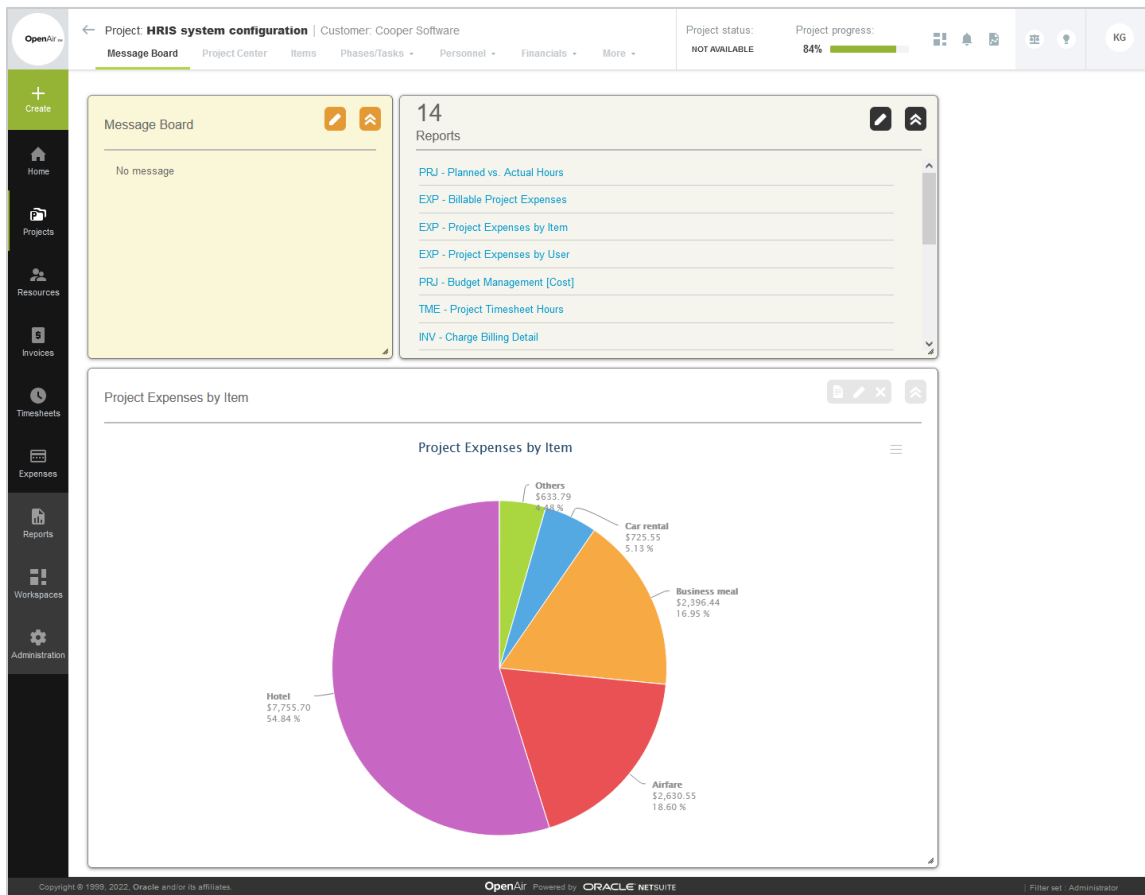 OpenAir
Project: HRIS system configuration | Customer: Cooper Software
Message Board Project Center Items Phases/Tasks Personnel Financials More
Project status:
NOT AVAILABLE
Project progress:
84%
KG
Create
Home
Projects
Resources
Invoices
Timesheets
Expenses
Reports
Workspaces
Administration
Message Board
No message
14
Reports
PRJ - Planned vs. Actual Hours
EXP - Billable Project Expenses
EXP - Project Expenses by Item
EXP - Project Expenses by User
PRJ - Budget Management [Cost]
TME - Project Timesheet Hours
INV - Charge Billing Detail
Project Expenses by Item
Project Expenses by Item
Others
$633.79
4.48 %
Car rental
$725.55
5.13 %
Business meal
$2,396.44
16.95 %
Hotel
$7,755.70
54.84 %
Airfare
$2,630.55
18.60 %
Copyright © 1999, 2022, Oracle and/or its affiliates. OpenAir Powered by ORACLE NETSUITE | Filter set : Administrator